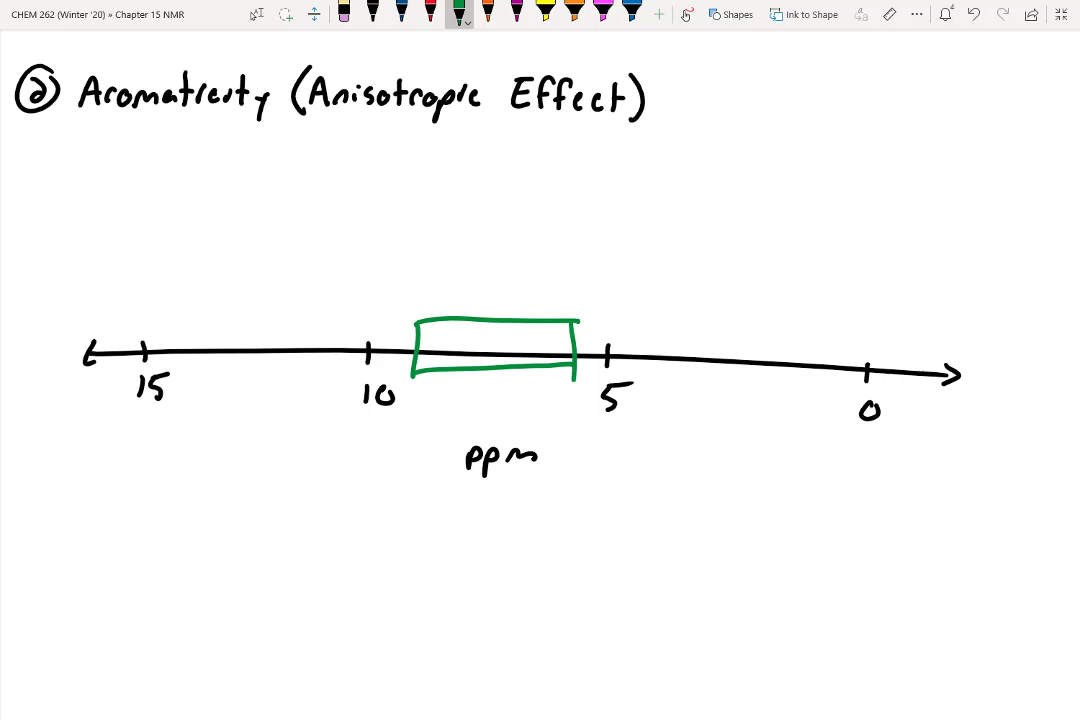 CHEM 262 (Winter '20) » Chapter 15 NMR
Shapes
Ink to Shape
② Aromaticity (Anisotropic Effect)
15 10 5 0
ppm